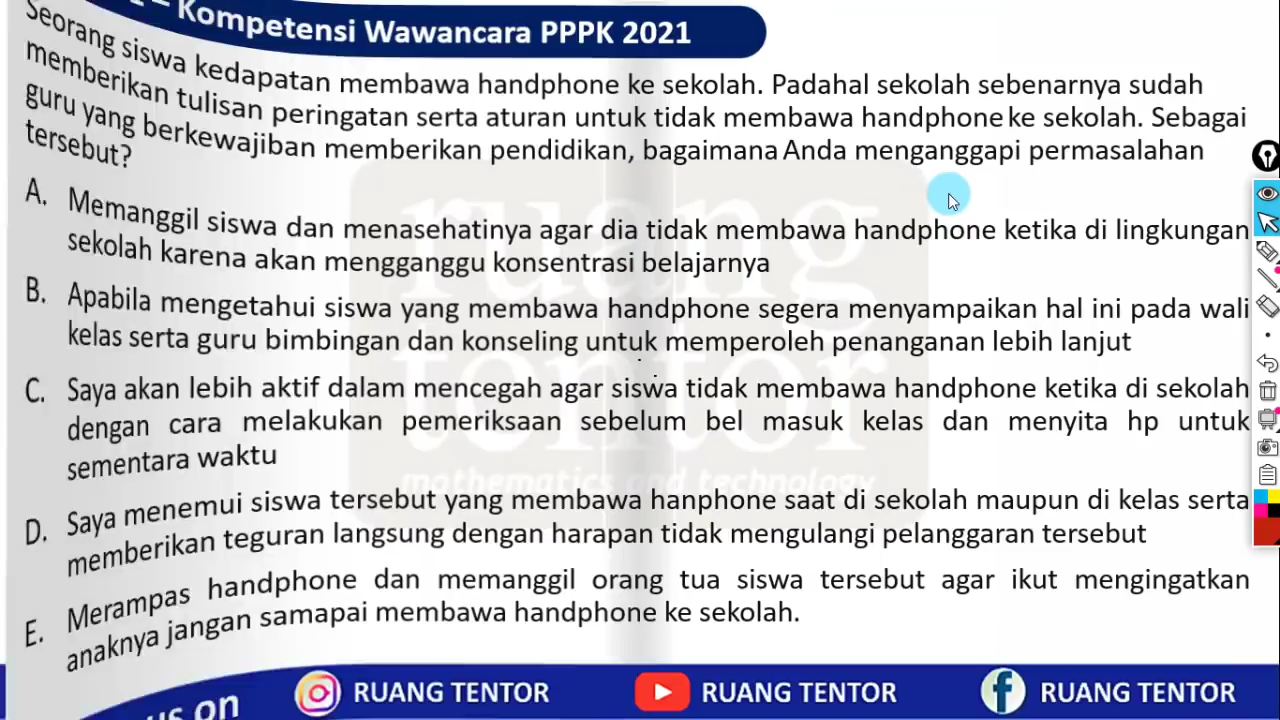 – Kompetensi Wawancara PPPK 2021
Seorang siswa kedapatan membawa handphone ke sekolah. Padahal sekolah sebenarnya sudah
memberikan tulisan peringatan serta aturan untuk tidak membawa handphone ke sekolah. Sebagai
guru yang berkewajiban memberikan pendidikan, bagaimana Anda menganggapi permasalahan
tersebut?
A. Memanggil siswa dan menasehatinya agar dia tidak membawa handphone ketika di lingkungan
sekolah karena akan mengganggu konsentrasi belajarnya
B. Apabila mengetahui siswa yang membawa handphone segera menyampaikan hal ini pada wali
kelas serta guru bimbingan dan konseling untuk memperoleh penanganan lebih lanjut
C. Saya akan lebih aktif dalam mencegah agar siswa tidak membawa handphone ketika di sekolah
dengan cara melakukan pemeriksaan sebelum bel masuk kelas dan menyita hp untuk
sementara waktu
D. Saya menemui siswa tersebut yang membawa hanphone saat di sekolah maupun di kelas serta
memberikan teguran langsung dengan harapan tidak mengulangi pelanggaran tersebut
E. Merampas handphone dan memanggil orang tua siswa tersebut agar ikut mengingatkan
anaknya jangan samapai membawa handphone ke sekolah.
ruang
tentor
mathematics and technology
us on
RUANG TENTOR
RUANG TENTOR
RUANG TENTOR